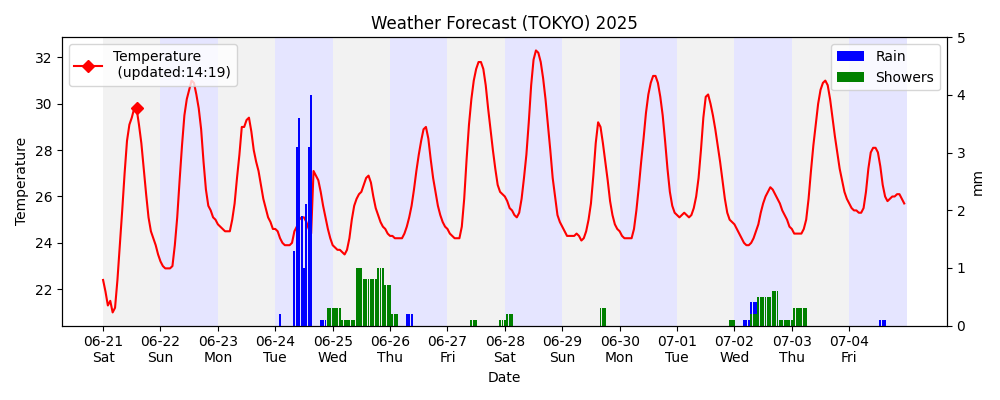 Weather Forecast (TOKYO) 2025
Temperature
(updated:14:19)
Rain
Showers
32
30
28
26
24
22
Temperature
5
4
3
2
1
0
mm
06-21 06-22 06-23 06-24 06-25 06-26 06-27 06-28 06-29 06-30 07-01 07-02 07-03 07-04
Sat Sun Mon Tue Wed Thu Fri Sat Sun Mon Tue Wed Thu Fri
Date